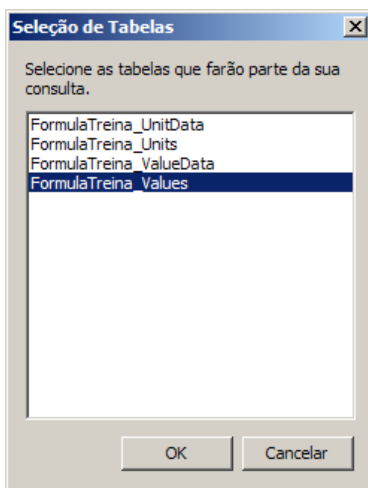 Seleção de Tabelas
Selecione as tabelas que farão parte da sua
consulta.
FormulaTreina_UnitData
FormulaTreina_Units
FormulaTreina_ValueData
FormulaTreina_Values
OK
Cancelar